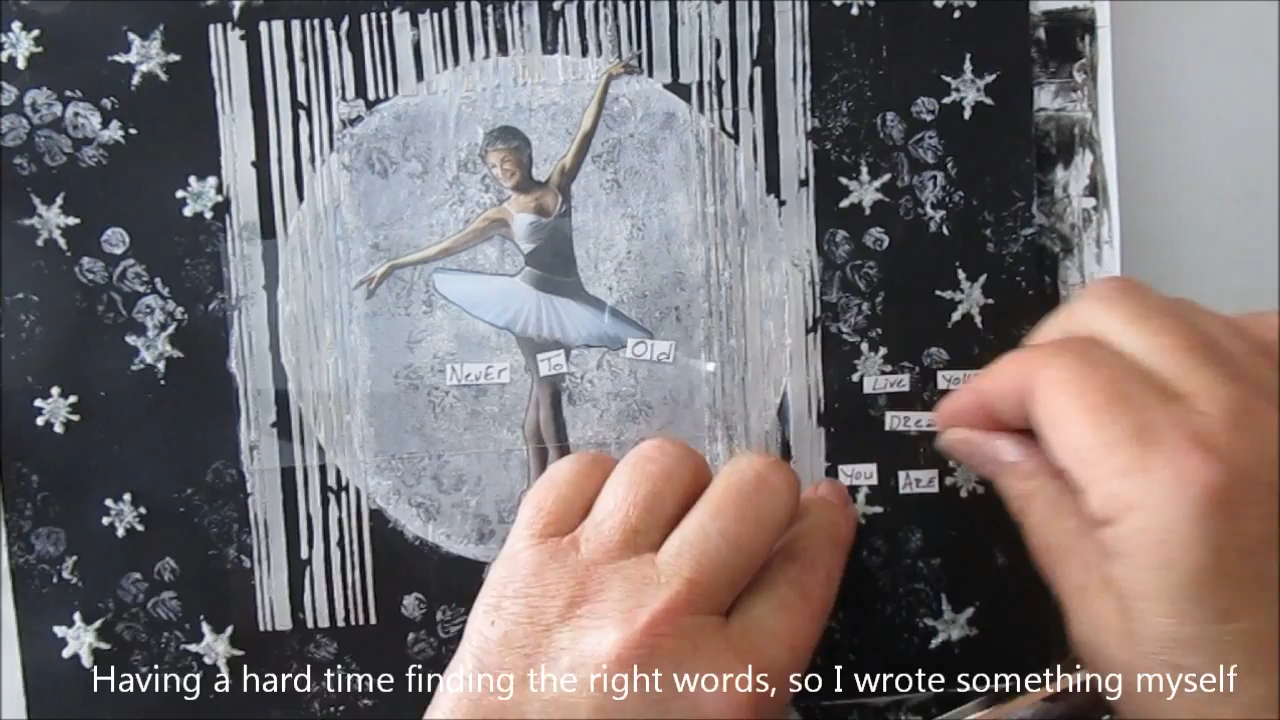 NevEr To Old
Live
You ArE
Having a hard time finding the right words, so I wrote something myself